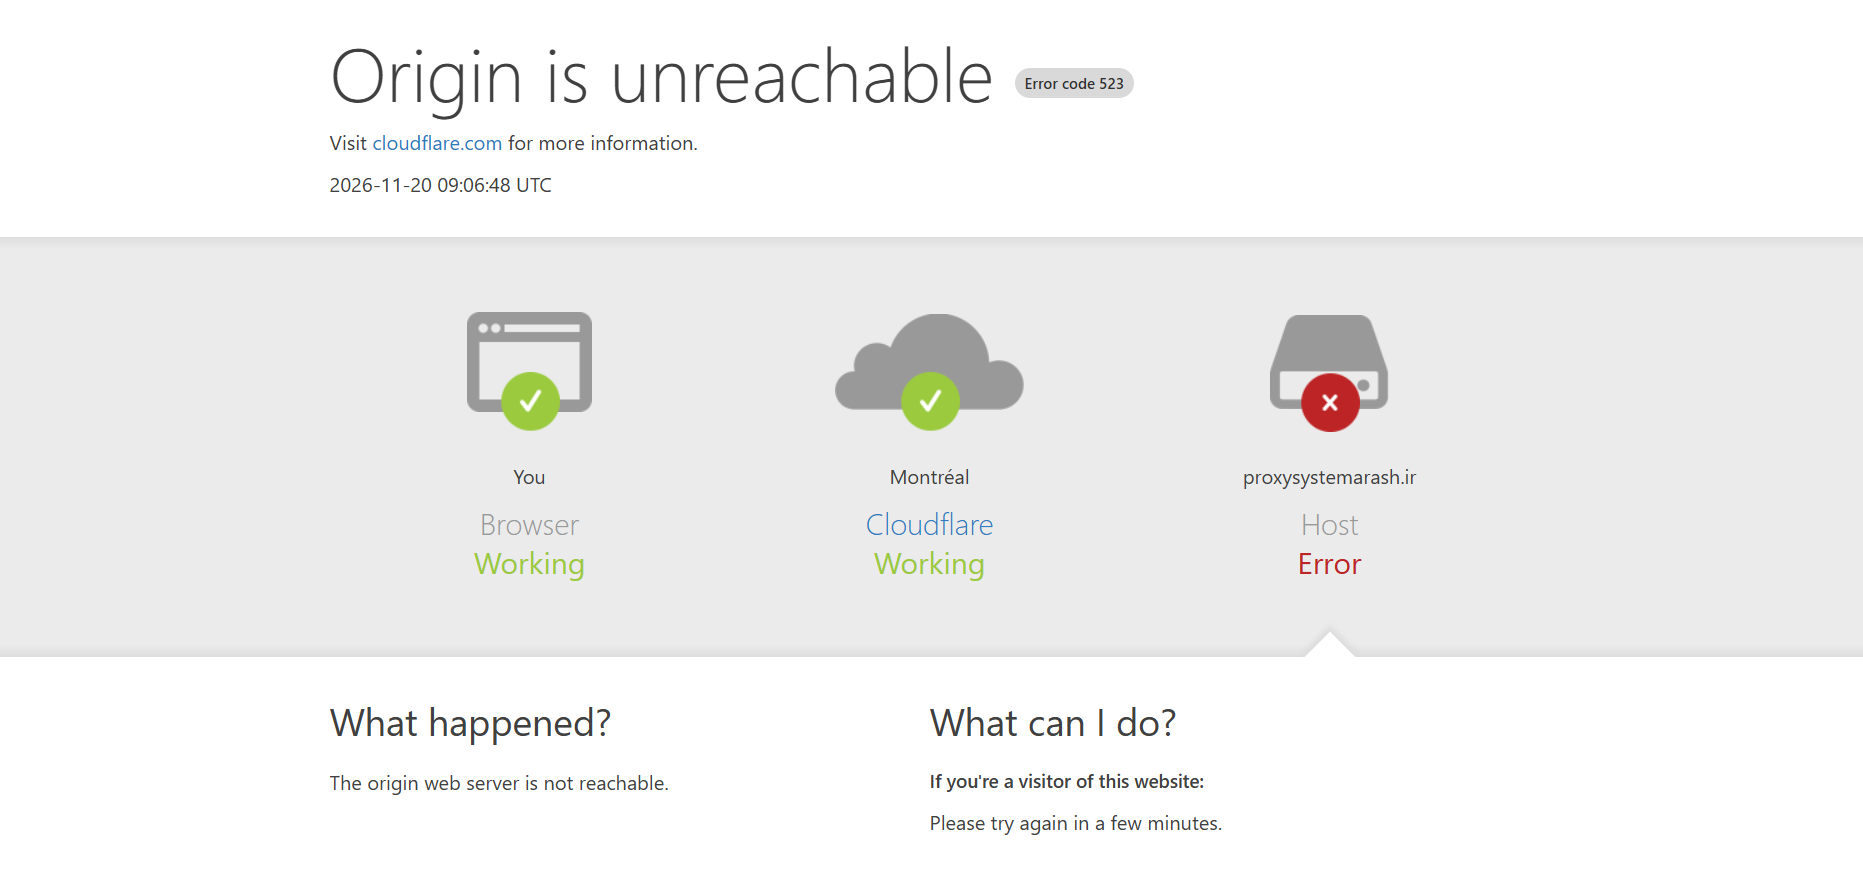 Origin is unreachable Error code 523
Visit cloudflare.com for more information.
2026-11-20 09:06:48 UTC
You
Browser
Working
Montréal
Cloudflare
Working
proxysystemarash.ir
Host
Error
What happened?
The origin web server is not reachable.
What can I do?
If you're a visitor of this website:
Please try again in a few minutes.